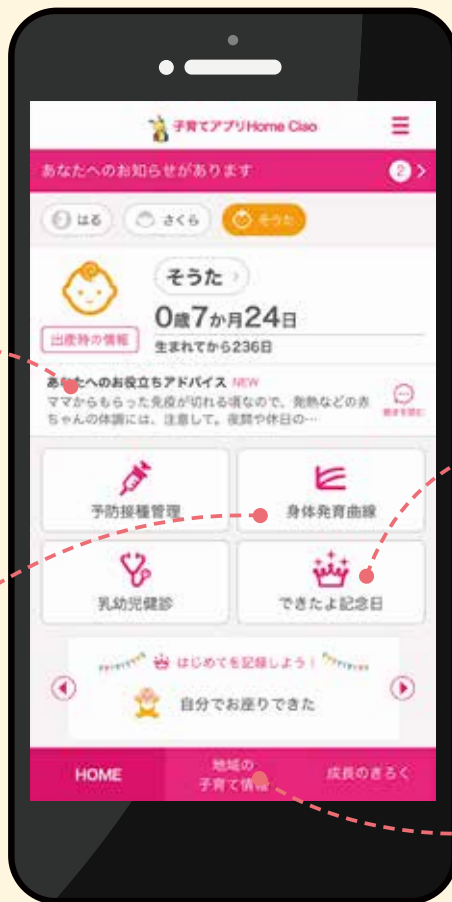 子育てアプリHome Ciao
あなたへのお知らせがあります
2
はる
さくら
そうた
そうた
0歳7か月24日
出産時の情報
生まれてから236日
あなたへのお役立ちアドバイス NEW
ママからもらった免疫が切れる頃なので、発熱などの赤
ちゃんの体調には、注意して。夜間や休日の…
続きを読む
予防接種管理
身体発育曲線
乳幼児健診
できたよ記念日
はじめてを記録しよう！
自分でお座りできた
HOME
地域の
子育て情報
成長のきろく